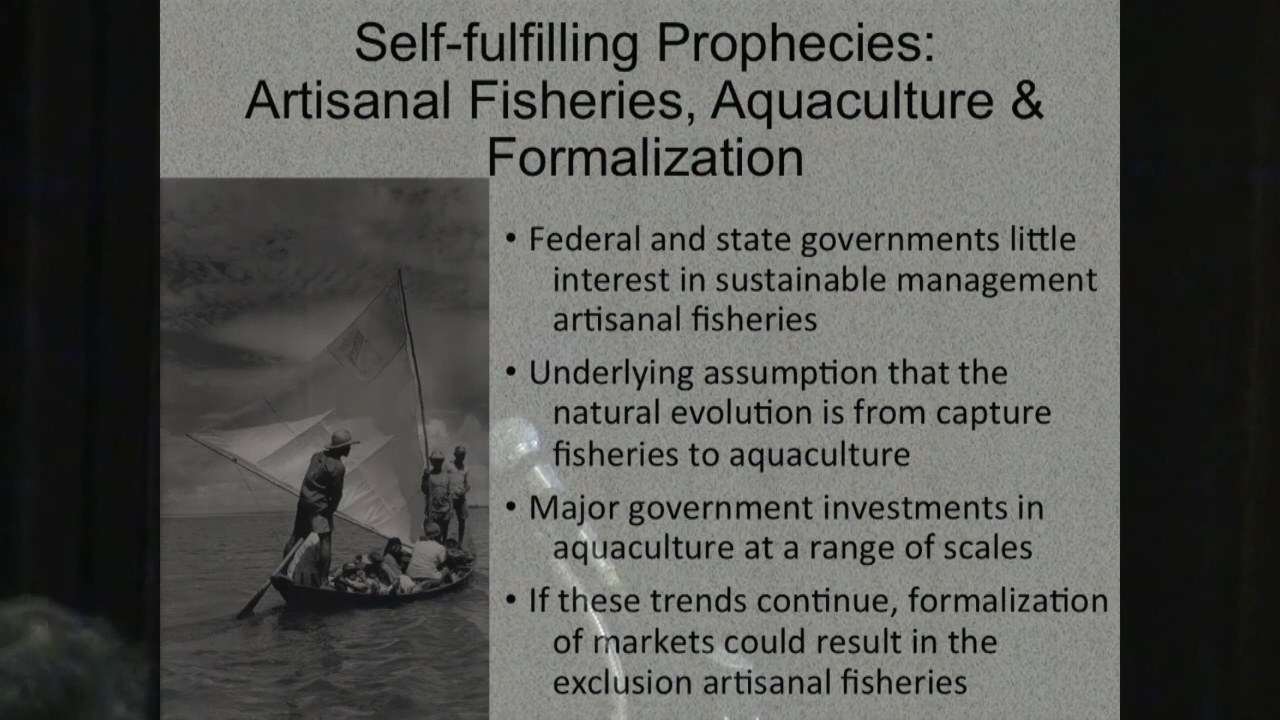 Self-fulfilling Prophecies:
Artisanal Fisheries, Aquaculture &
Formalization
• Federal and state governments little
interest in sustainable management
artisanal fisheries
• Underlying assumption that the
natural evolution is from capture
fisheries to aquaculture
• Major government investments in
aquaculture at a range of scales
• If these trends continue, formalization
of markets could result in the
exclusion artisanal fisheries